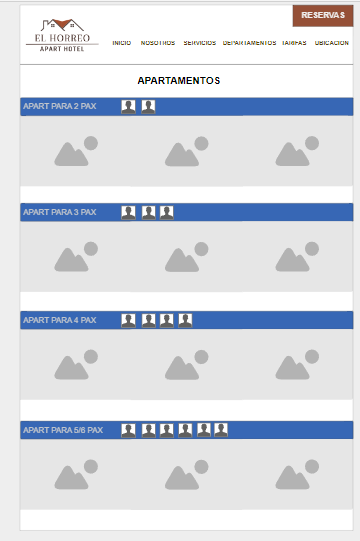 RESERVAS
EL HORREO
APART HOTEL
INICIO NOSOTROS SERVICIOS DEPARTAMENTOS TARIFAS UBICACION
APARTAMENTOS
APART PARA 2 PAX
APART PARA 3 PAX
APART PARA 4 PAX
APART PARA 5/6 PAX